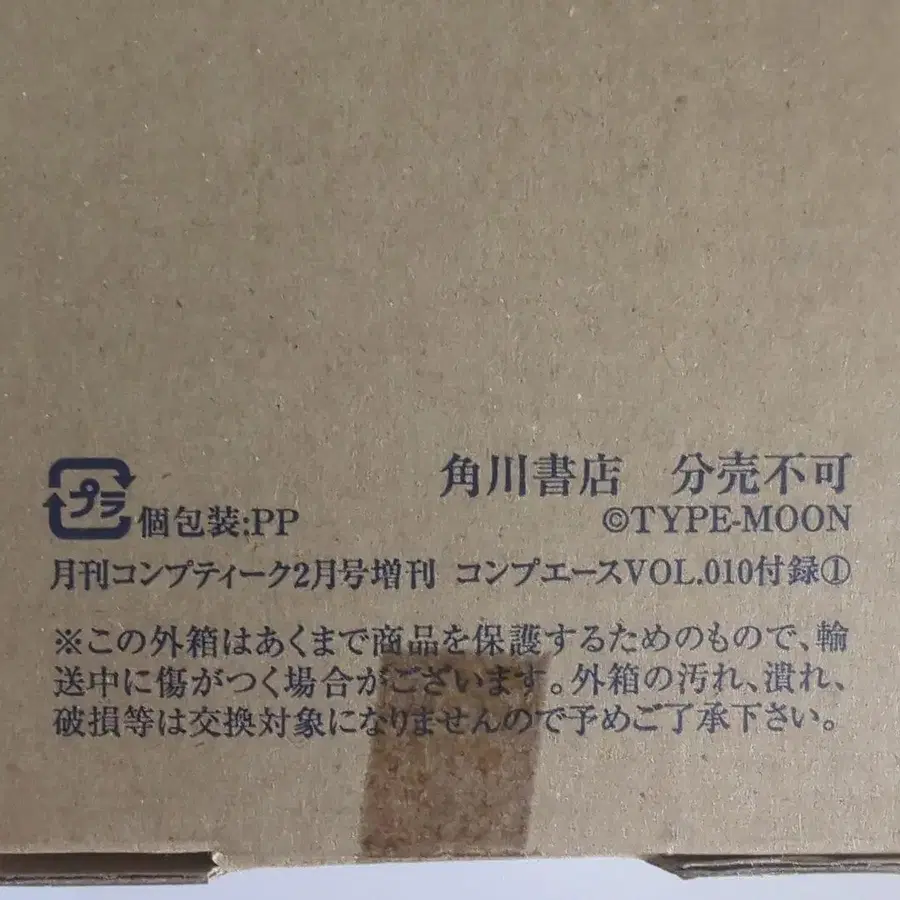 角川書店　分売不可
プラ 個包装:PP ©TYPE-MOON
月刊コンプティーク2月号増刊 コンプエースVOL.010付録①
※この外箱はあくまで商品を保護するためのもので、輸
送中に傷がつく場合がございます。外箱の汚れ、潰れ、
破損等は交換対象になりませんので予めご了承下さい。